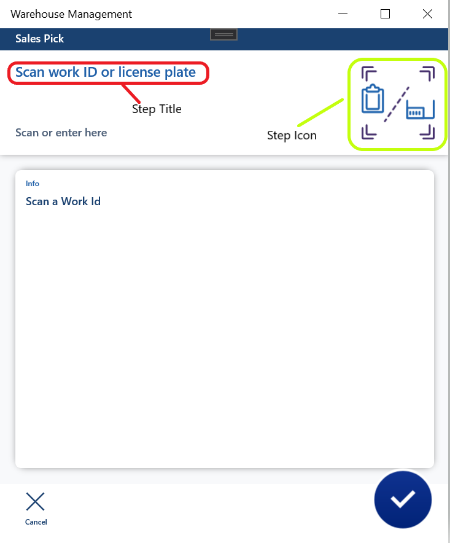 Warehouse Management
Sales Pick
Scan work ID or license plate
Step Title
Scan or enter here
Step Icon
Info
Scan a Work Id
Cancel